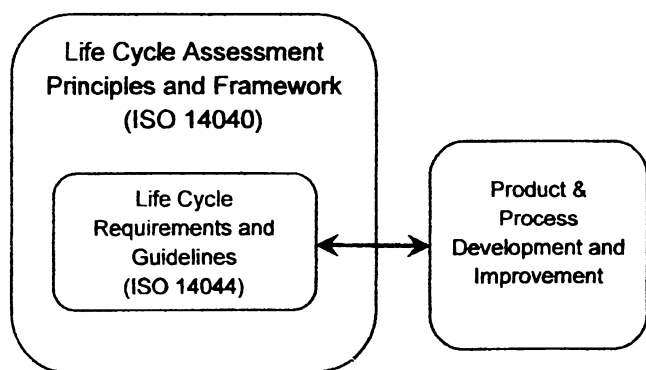 Life Cycle Assessment
Principles and Framework
(ISO 14040)
Life Cycle
Requirements and
Guidelines
(ISO 14044)
Product &
Process
Development and
Improvement